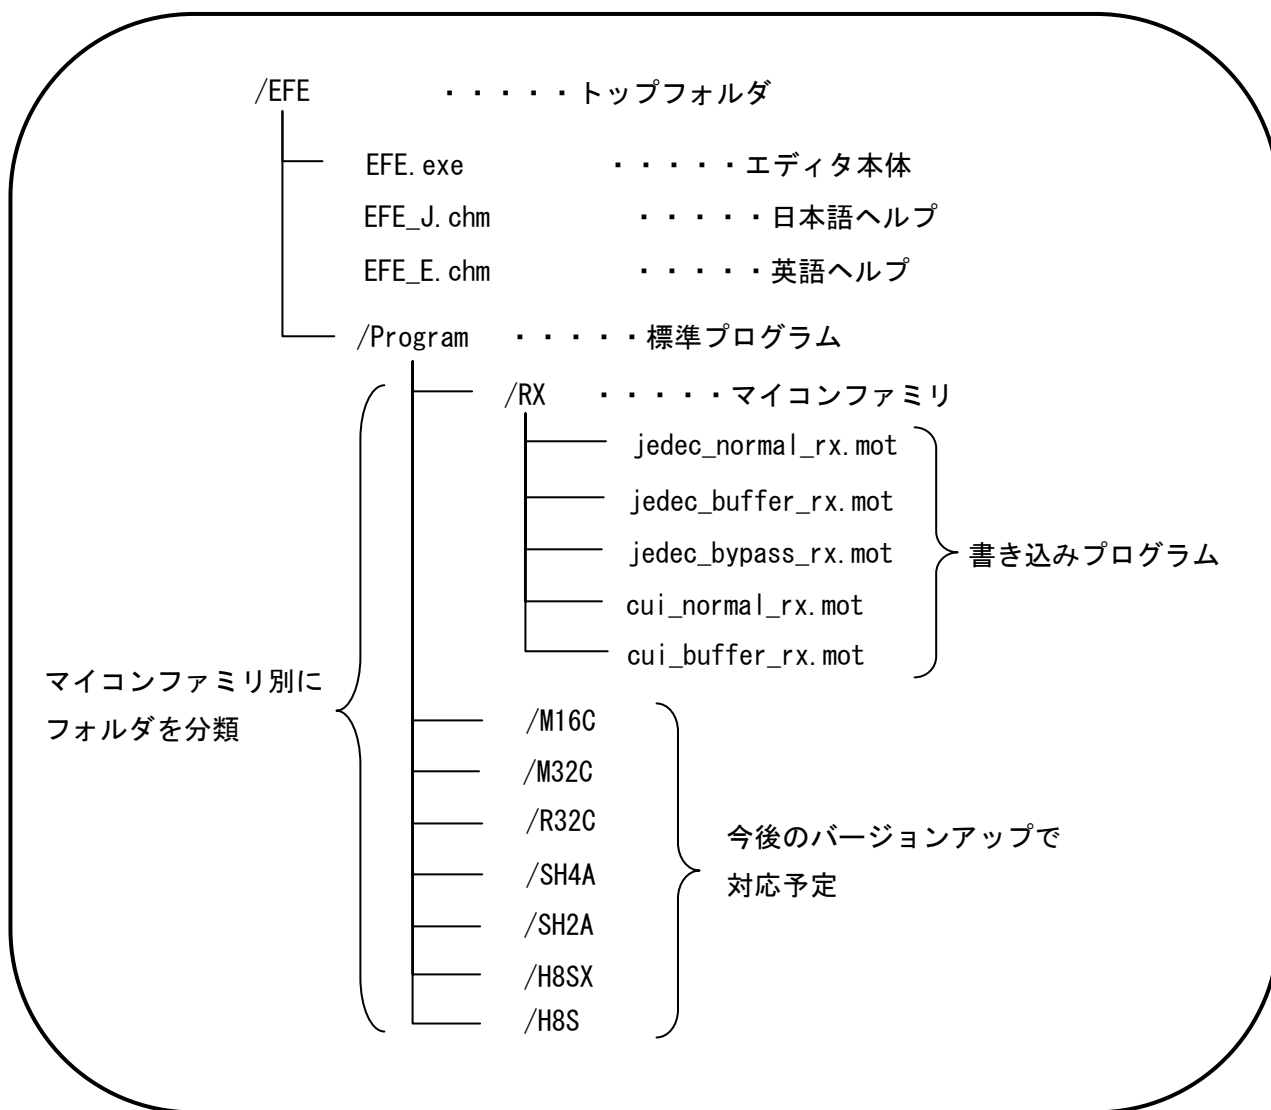 /EFE ・・・・・トップフォルダ
EFE.exe ・・・・・エディタ本体
EFE_J.chm ・・・・・日本語ヘルプ
EFE_E.chm ・・・・・英語ヘルプ
/Program ・・・・・標準プログラム
/RX ・・・・・マイコンファミリ
jedec_normal_rx.mot
jedec_buffer_rx.mot
jedec_bypass_rx.mot
cui_normal_rx.mot
cui_buffer_rx.mot
書き込みプログラム
マイコンファミリ別に
フォルダを分類
/M16C
/M32C
/R32C
/SH4A
/SH2A
/H8SX
/H8S
今後のバージョンアップで
対応予定